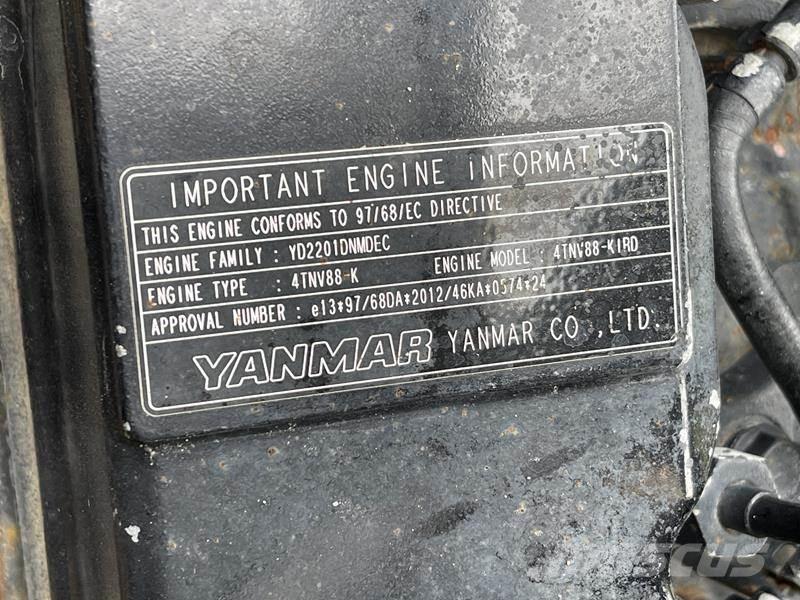 IMPORTANT ENGINE INFORMATION
THIS ENGINE CONFORMS TO 97/68/EC DIRECTIVE
ENGINE FAMILY : YD2201DNMDEC
ENGINE TYPE : 4TNV88-K ENGINE MODEL : 4TNV88-KIRD
APPROVAL NUMBER : e13*97/68DA*2012/46KA*0574*24
YANMAR YANMAR CO.,LTD.